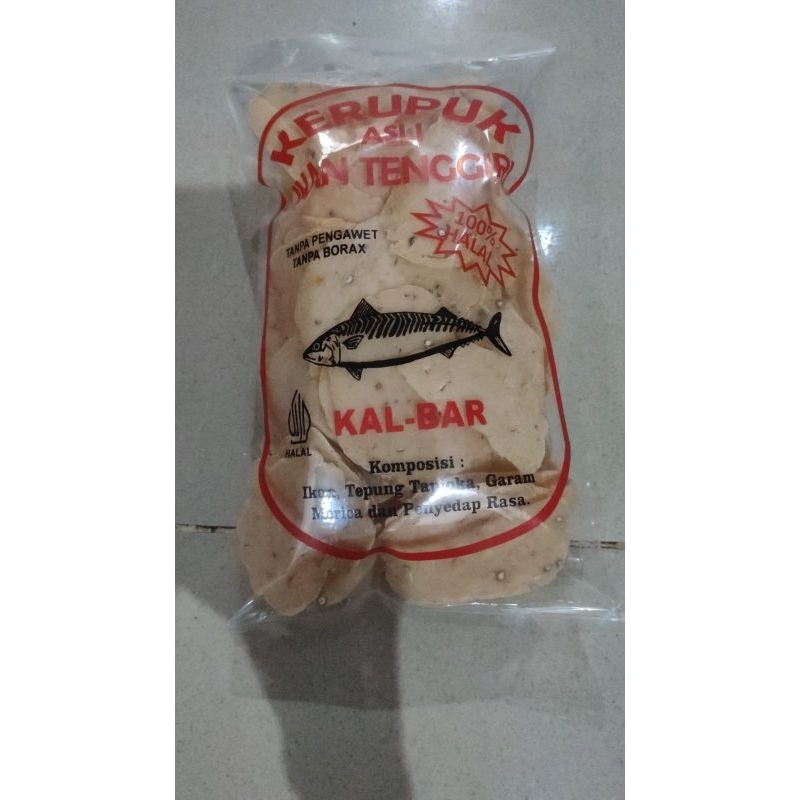 KERUPUK
ASLI
IKAN TENGGIRI
100%
HALAL
TANPA PENGAWET
TANPA BORAX
HALAL
KAL-BAR
Komposisi :
Ikan, Tepung Tapioka, Garam
Merica dan Penyedap Rasa.